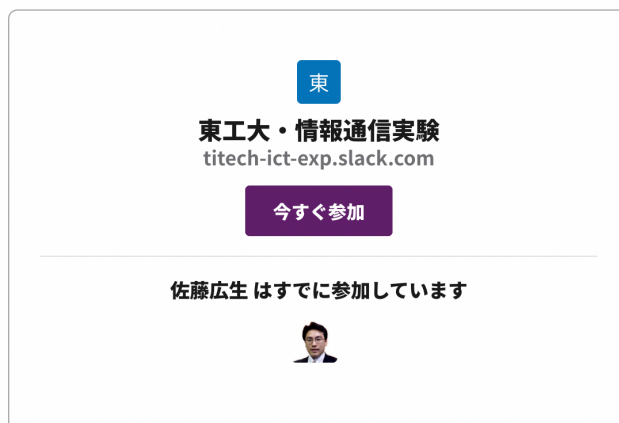 東
東工大・情報通信実験
titech-ict-exp.slack.com
今すぐ参加
佐藤広生 はすでに参加しています